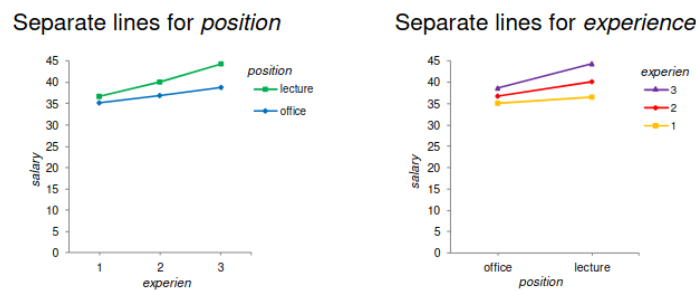 Separate lines for position
45
40
35
30
25
20
15
10
5
0
salary
1 2 3
experien
position
lecture
office
Separate lines for experience
45
40
35
30
25
20
15
10
5
0
salary
office lecture
position
experien
3
2
1